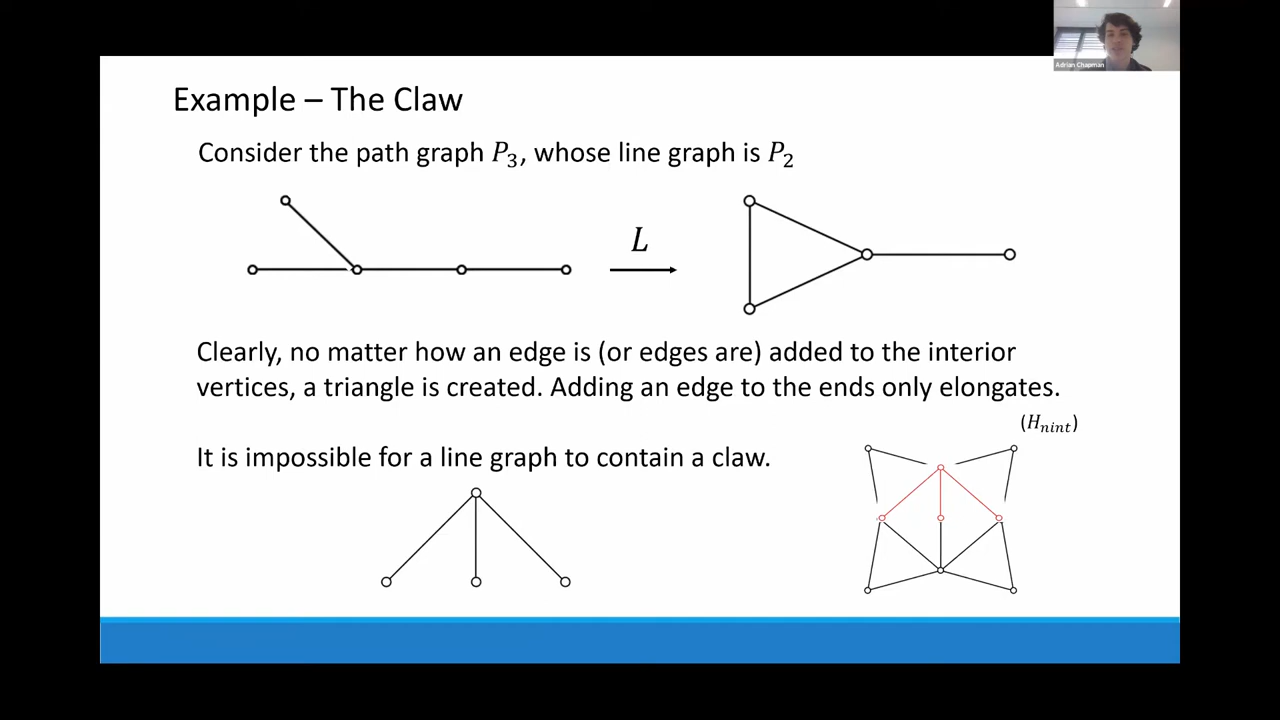 Adrian Chapman
Example – The Claw
Consider the path graph P₃, whose line graph is P₂
L
Clearly, no matter how an edge is (or edges are) added to the interior
vertices, a triangle is created. Adding an edge to the ends only elongates.
(H_nint)
It is impossible for a line graph to contain a claw.